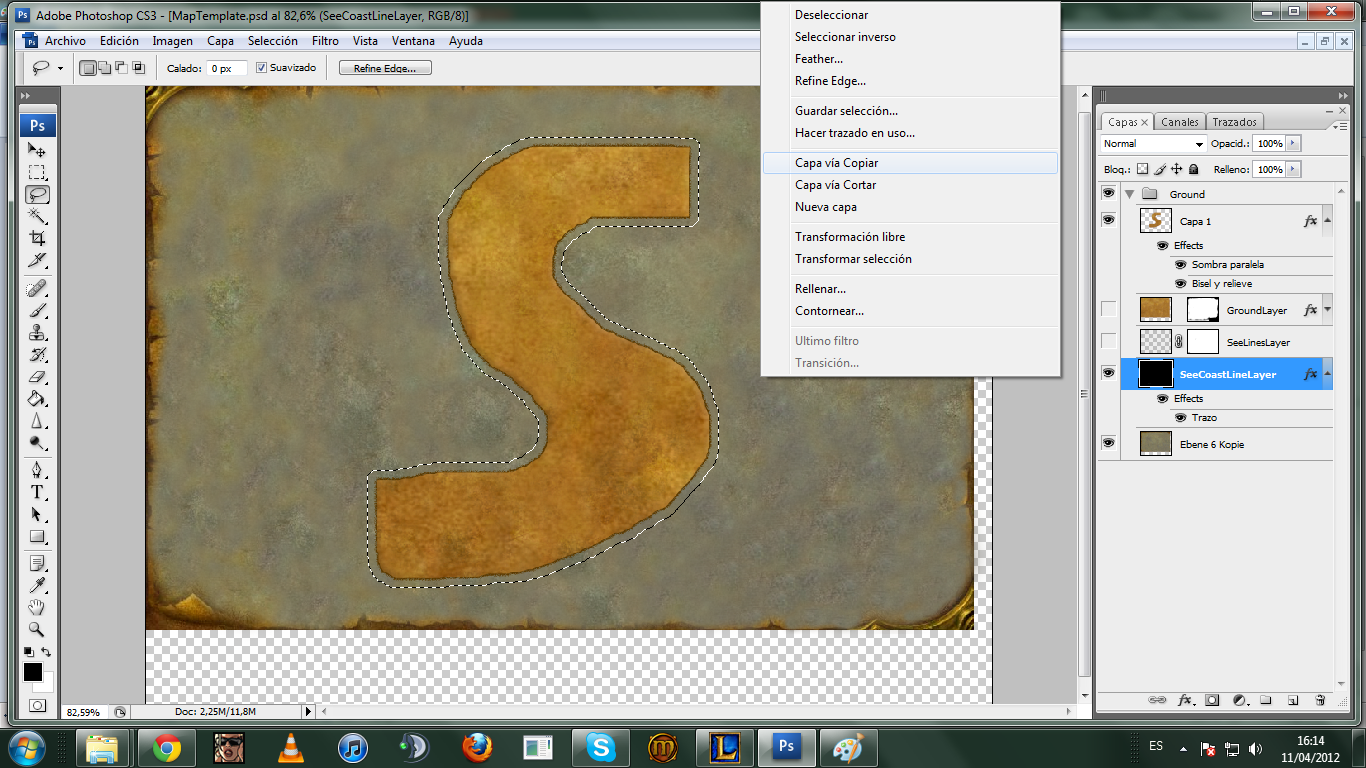 Adobe Photoshop CS3 - [MapTemplate.psd al 82,6% (SeeCoastLineLayer, RGB/8)]
Ps Archivo Edición Imagen Capa Selección Filtro Vista Ventana Ayuda
Calado: 0 px Suavizado Refine Edge...
Ps
T
Deseleccionar
Seleccionar inverso
Feather...
Refine Edge...
Guardar selección...
Hacer trazado en uso...
Capa vía Copiar
Capa vía Cortar
Nueva capa
Transformación libre
Transformar selección
Rellenar...
Contornear...
Ultimo filtro
Transición...
Capas Canales Trazados
Normal Opacid.: 100%
Bloq.: Relleno: 100%
Ground
Capa 1 fx
Effects
Sombra paralela
Bisel y relieve
GroundLayer fx
SeeLinesLayer
SeeCoastLineLayer fx
Effects
Trazo
Ebene 6 Kopie
fx
S
82,59% Doc: 2,25M/11,8M
S m L Ps ES 16:14
11/04/2012